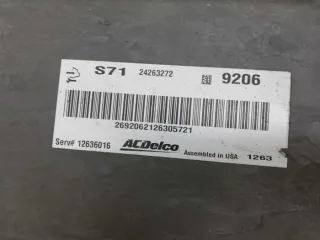 S71 24263272 9206
2692062126305721
Serv# 12636016 ACDelco Assembled in USA 1263